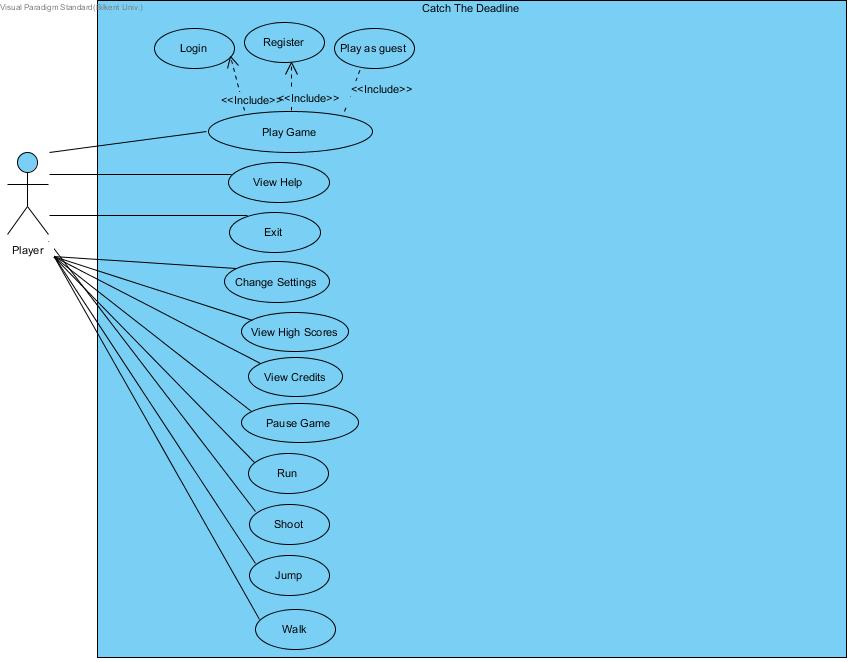 Visual Paradigm Standard(Bilkent Univ.)
Catch The Deadline
Login
Register
Play as guest
<<Include>>
<<Include>>
<<Include>>
Play Game
View Help
Exit
Player
Change Settings
View High Scores
View Credits
Pause Game
Run
Shoot
Jump
Walk